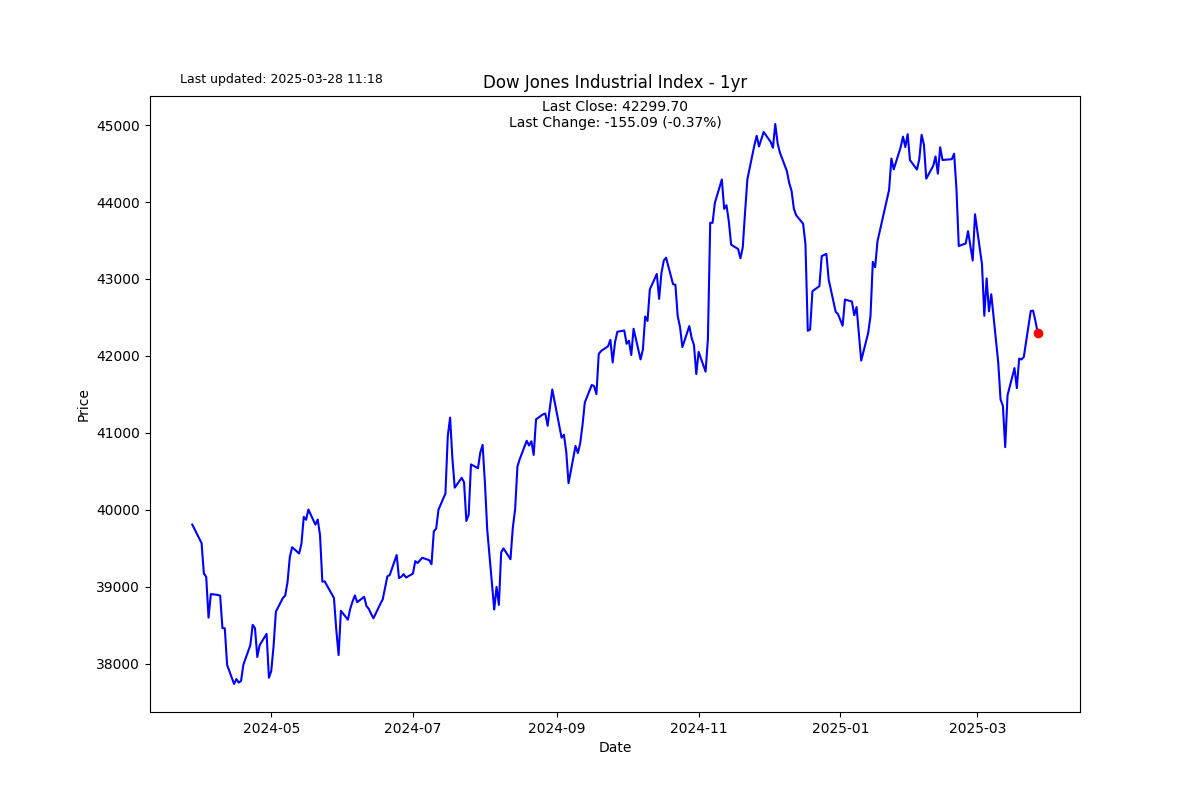 Last updated: 2025-03-28 11:18
Dow Jones Industrial Index - 1yr
Last Close: 42299.70
Last Change: -155.09 (-0.37%)
45000
44000
43000
42000
41000
40000
39000
38000
Price
2024-05
2024-07
2024-09
2024-11
2025-01
2025-03
Date